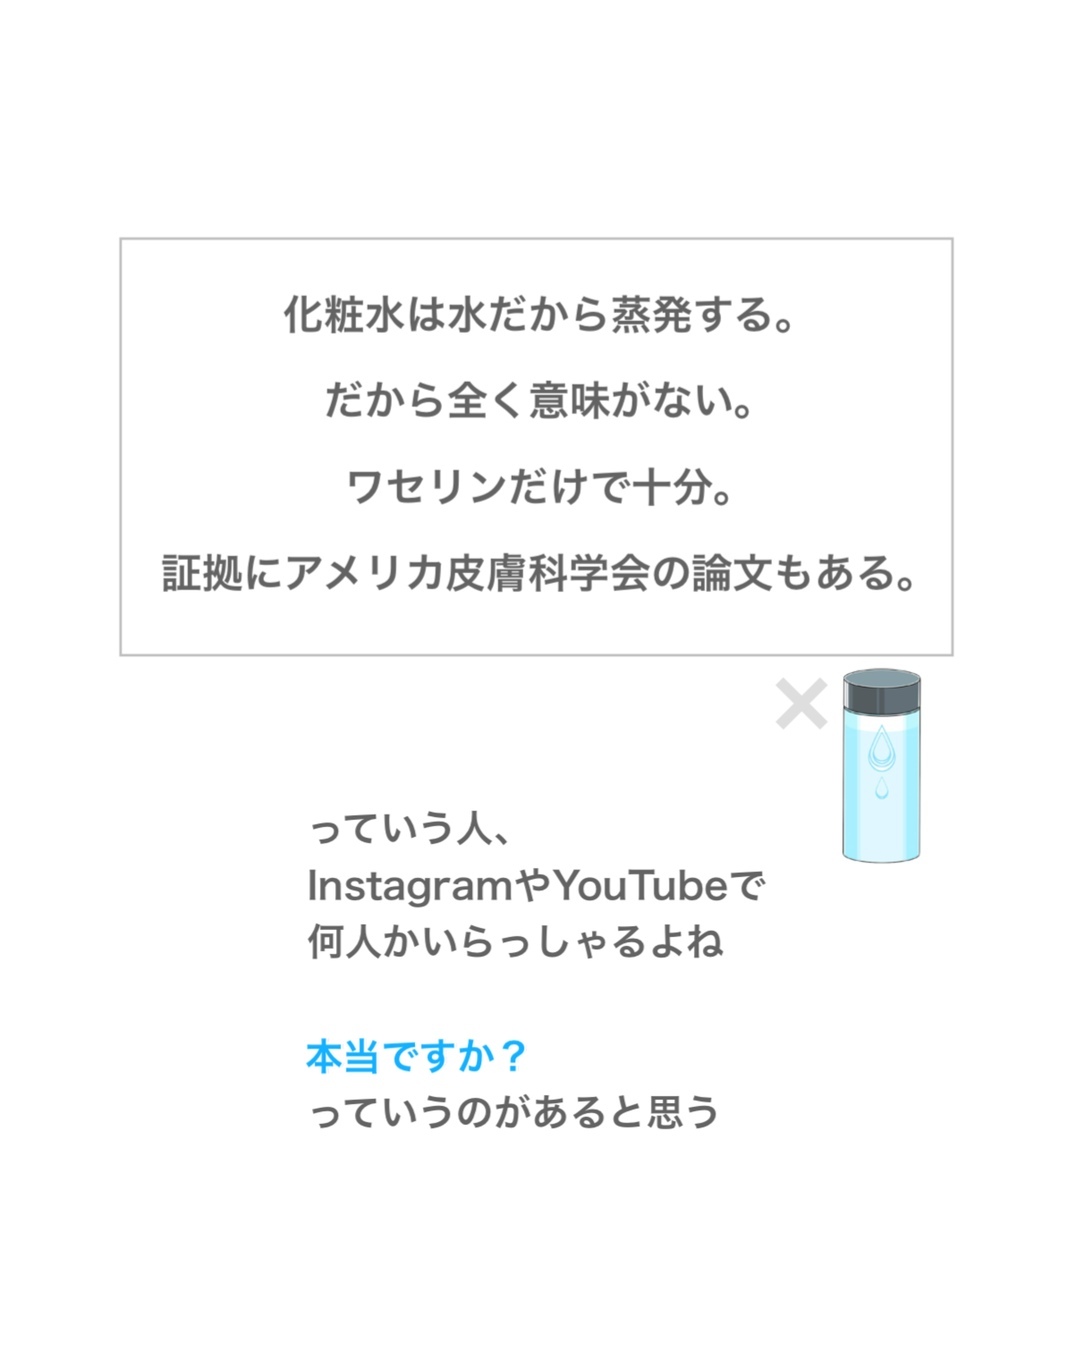 化粧水は水だから蒸発する。
だから全く意味がない。
ワセリンだけで十分。
証拠にアメリカ皮膚科学会の論文もある。
っていう人、
InstagramやYouTubeで
何人かいらっしゃるよね
本当ですか？
っていうのがあると思う